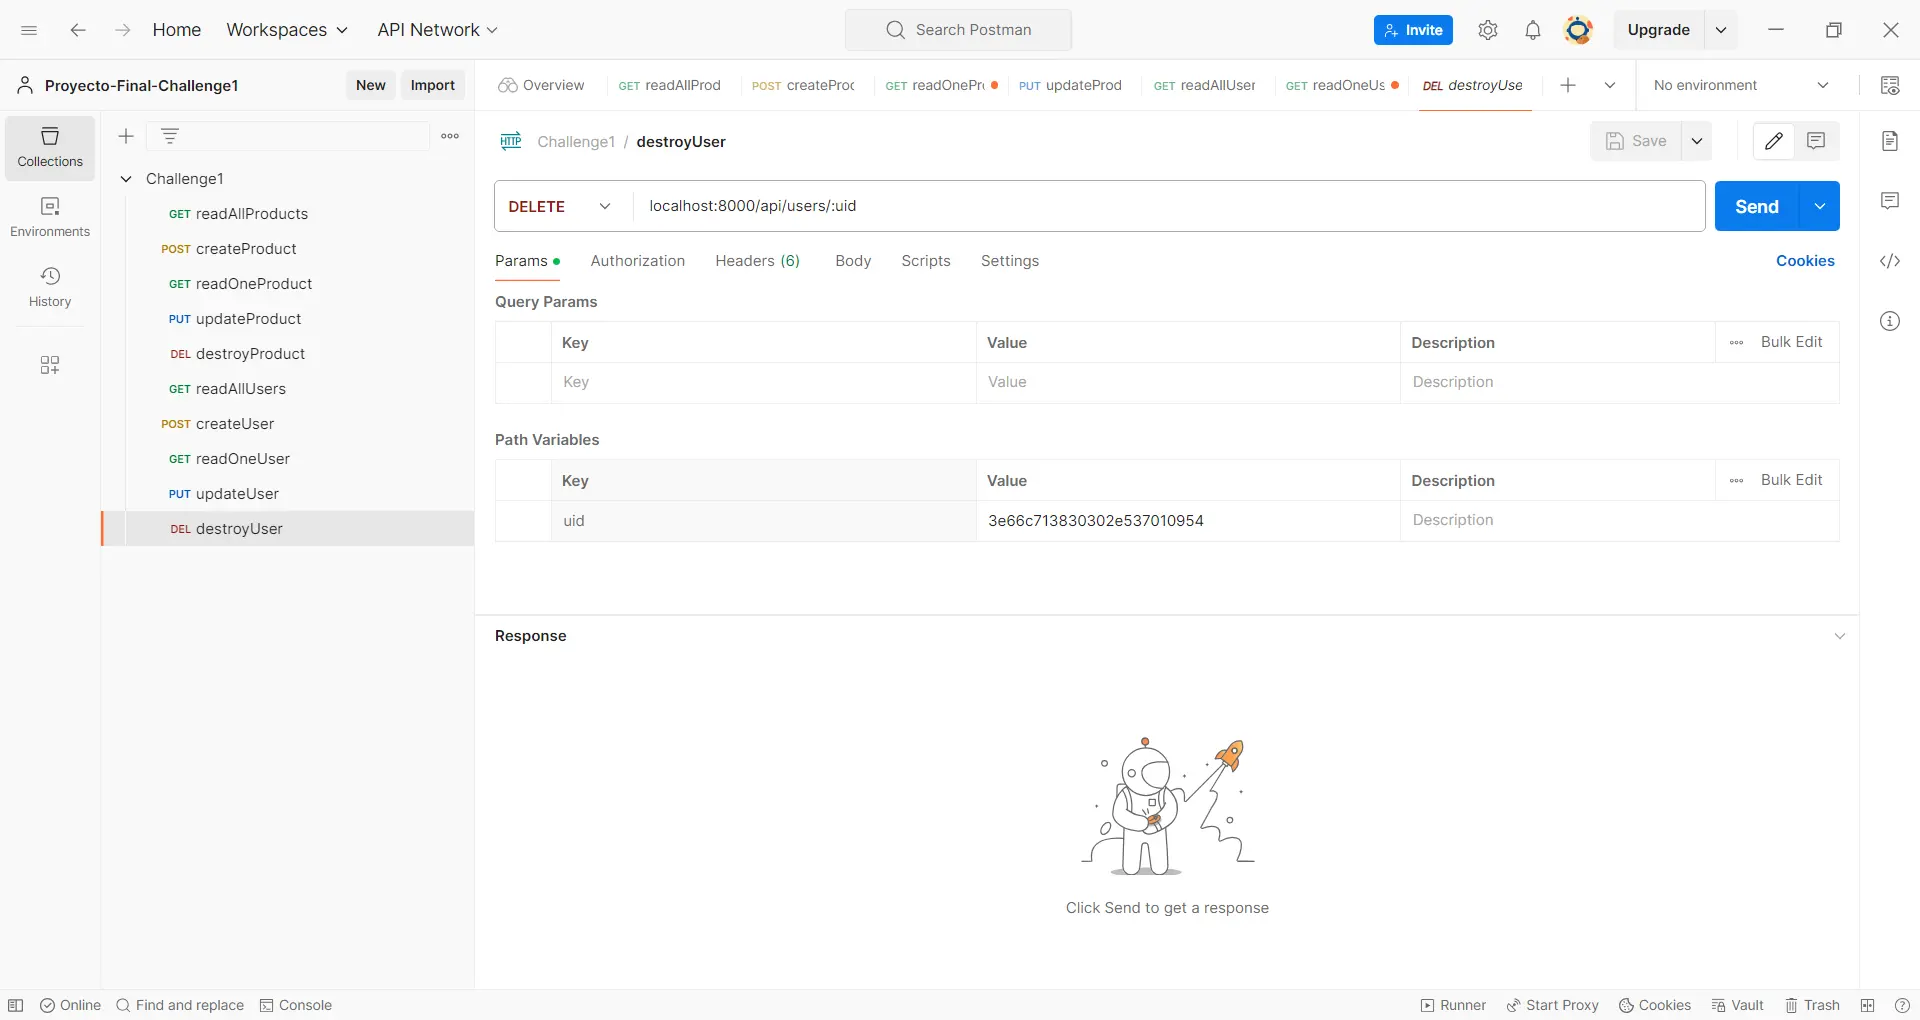 Home Workspaces API Network Search Postman Invite Upgrade
Proyecto-Final-Challenge1 New Import
Overview GET readAllProd POST createProd GET readOnePr PUT updateProd GET readAllUser GET readOneUs DEL destroyUse No environment
Collections
Environments
History
Challenge1
GET readAllProducts
POST createProduct
GET readOneProduct
PUT updateProduct
DEL destroyProduct
GET readAllUsers
POST createUser
GET readOneUser
PUT updateUser
DEL destroyUser
HTTP Challenge1 / destroyUser Save
DELETE localhost:8000/api/users/:uid Send
Params Authorization Headers (6) Body Scripts Settings Cookies
Query Params
Key Value Description Bulk Edit
Key Value Description
Path Variables
Key Value Description Bulk Edit
uid 3e66c713830302e537010954 Description
Response
Click Send to get a response
Online Find and replace Console Runner Start Proxy Cookies Vault Trash